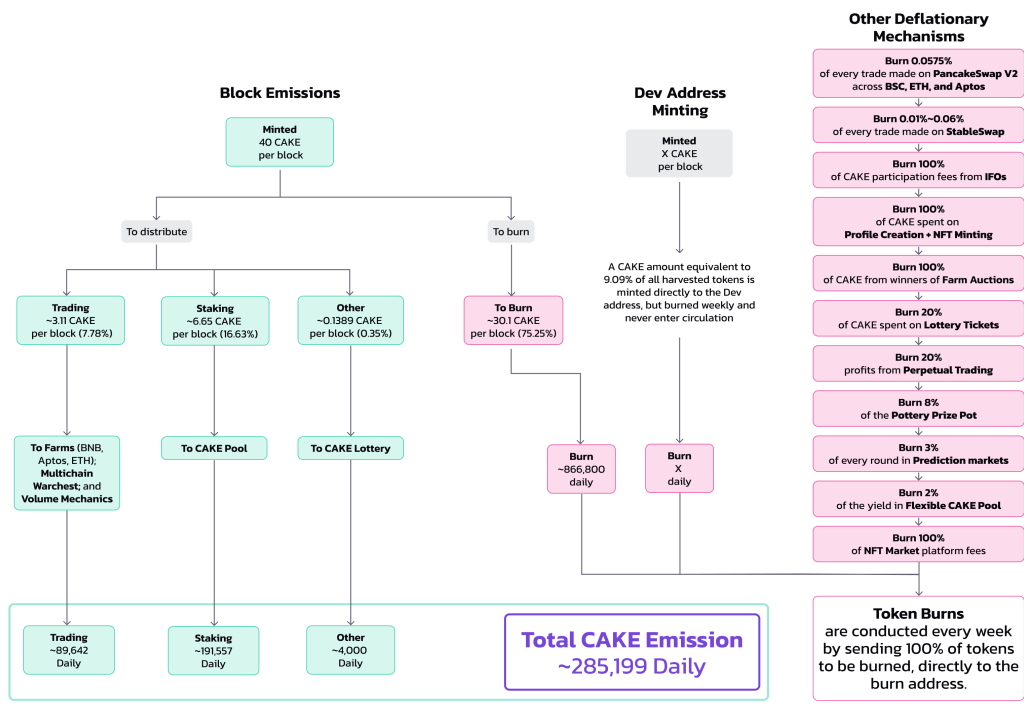 Block Emissions
Minted
40 CAKE
per block
To distribute
To burn
Trading
~3.11 CAKE
per block (7.78%)
Staking
~6.65 CAKE
per block (16.63%)
Other
~0.1389 CAKE
per block (0.35%)
To Burn
~30.1 CAKE
per block (75.25%)
To Farms (BNB,
Aptos, ETH);
Multichain
Warchest; and
Volume Mechanics
To CAKE Pool
To CAKE Lottery
Burn
~866,800
daily
Trading
~89,642
Daily
Staking
~191,557
Daily
Other
~4,000
Daily
Total CAKE Emission
~285,199 Daily
Dev Address
Minting
Minted
X CAKE
per block
A CAKE amount equivalent to
9.09% of all harvested tokens is
minted directly to the Dev
address, but burned weekly and
never enter circulation
Burn
X
daily
Other Deflationary
Mechanisms
Burn 0.0575%
of every trade made on PancakeSwap V2
across BSC, ETH, and Aptos
Burn 0.01%~0.06%
of every trade made on StableSwap
Burn 100%
of CAKE participation fees from IFOs
Burn 100%
of CAKE spent on
Profile Creation + NFT Minting
Burn 100%
of CAKE from winners of Farm Auctions
Burn 20%
of CAKE spent on Lottery Tickets
Burn 20%
profits from Perpetual Trading
Burn 8%
of the Pottery Prize Pot
Burn 3%
of every round in Prediction markets
Burn 2%
of the yield in Flexible CAKE Pool
Burn 100%
of NFT Market platform fees
Token Burns
are conducted every week
by sending 100% of tokens
to be burned, directly to the
burn address.